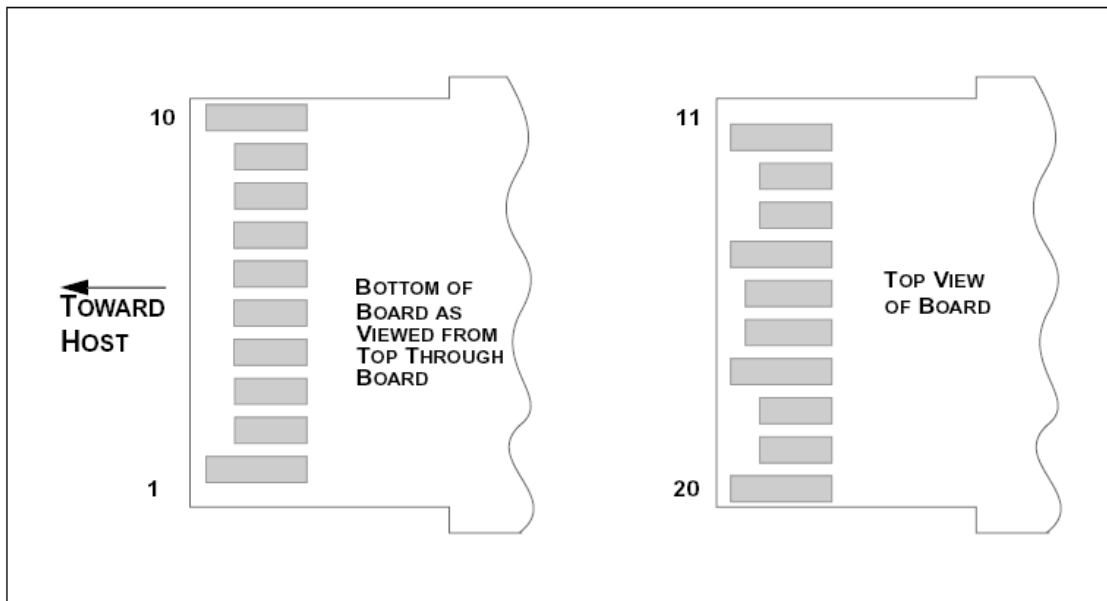 10
1
TOWARD
HOST
BOTTOM OF
BOARD AS
VIEWED FROM
TOP THROUGH
BOARD
11
20
TOP VIEW
OF BOARD